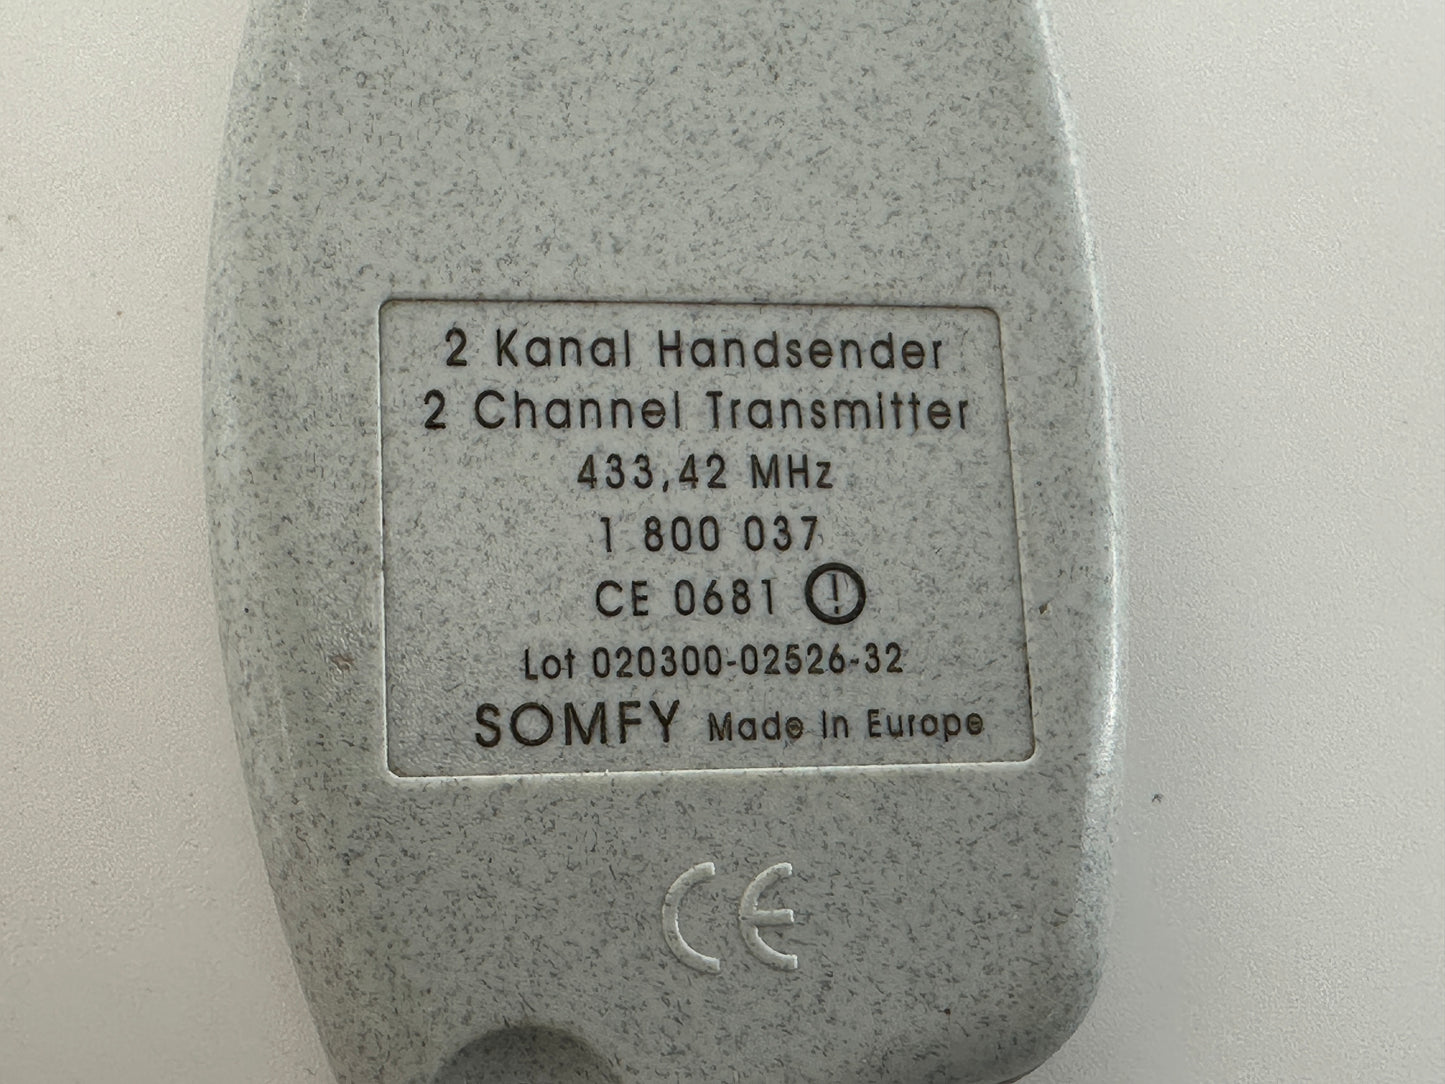 2 Kanal Handsender
2 Channel Transmitter
433,42 MHz
1 800 037
CE 0681 !
Lot 020300-02526-32
SOMFY Made In Europe
CE